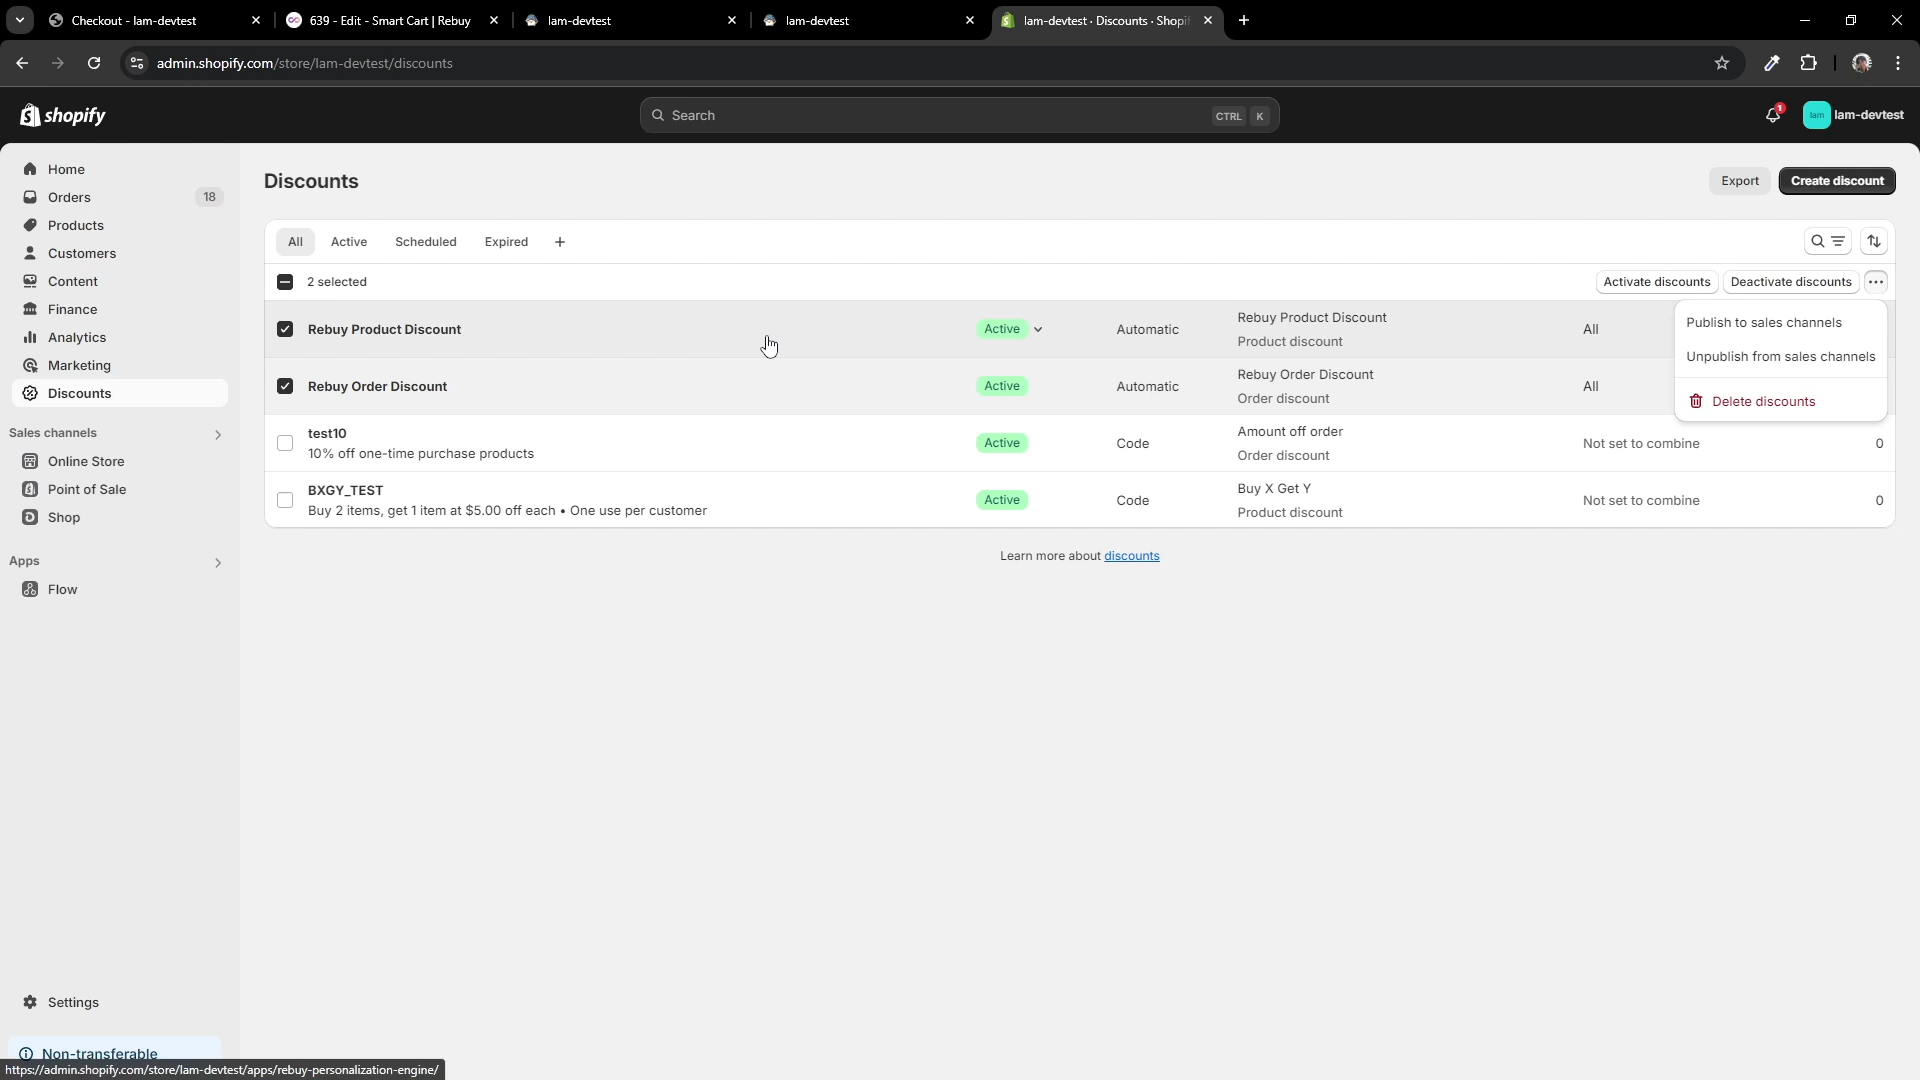 Checkout - lam-devtest
639 - Edit - Smart Cart | Rebuy
lam-devtest
lam-devtest
lam-devtest · Discounts · Shopif
admin.shopify.com/store/lam-devtest/discounts
shopify
Search
CTRL K
1
lam
lam-devtest
Home
Orders 18
Products
Customers
Content
Finance
Analytics
Marketing
Discounts
Sales channels
Online Store
Point of Sale
Shop
Apps
Flow
Settings
Non-transferable
Discounts
Export
Create discount
All Active Scheduled Expired
2 selected
Activate discounts
Deactivate discounts
Rebuy Product Discount
Active
Automatic
Rebuy Product Discount
Product discount
All
Rebuy Order Discount
Active
Automatic
Rebuy Order Discount
Order discount
All
Publish to sales channels
Unpublish from sales channels
Delete discounts
test10
10% off one-time purchase products
Active
Code
Amount off order
Order discount
Not set to combine
0
BXGY_TEST
Buy 2 items, get 1 item at $5.00 off each • One use per customer
Active
Code
Buy X Get Y
Product discount
Not set to combine
0
Learn more about discounts
https://admin.shopify.com/store/lam-devtest/apps/rebuy-personalization-engine/